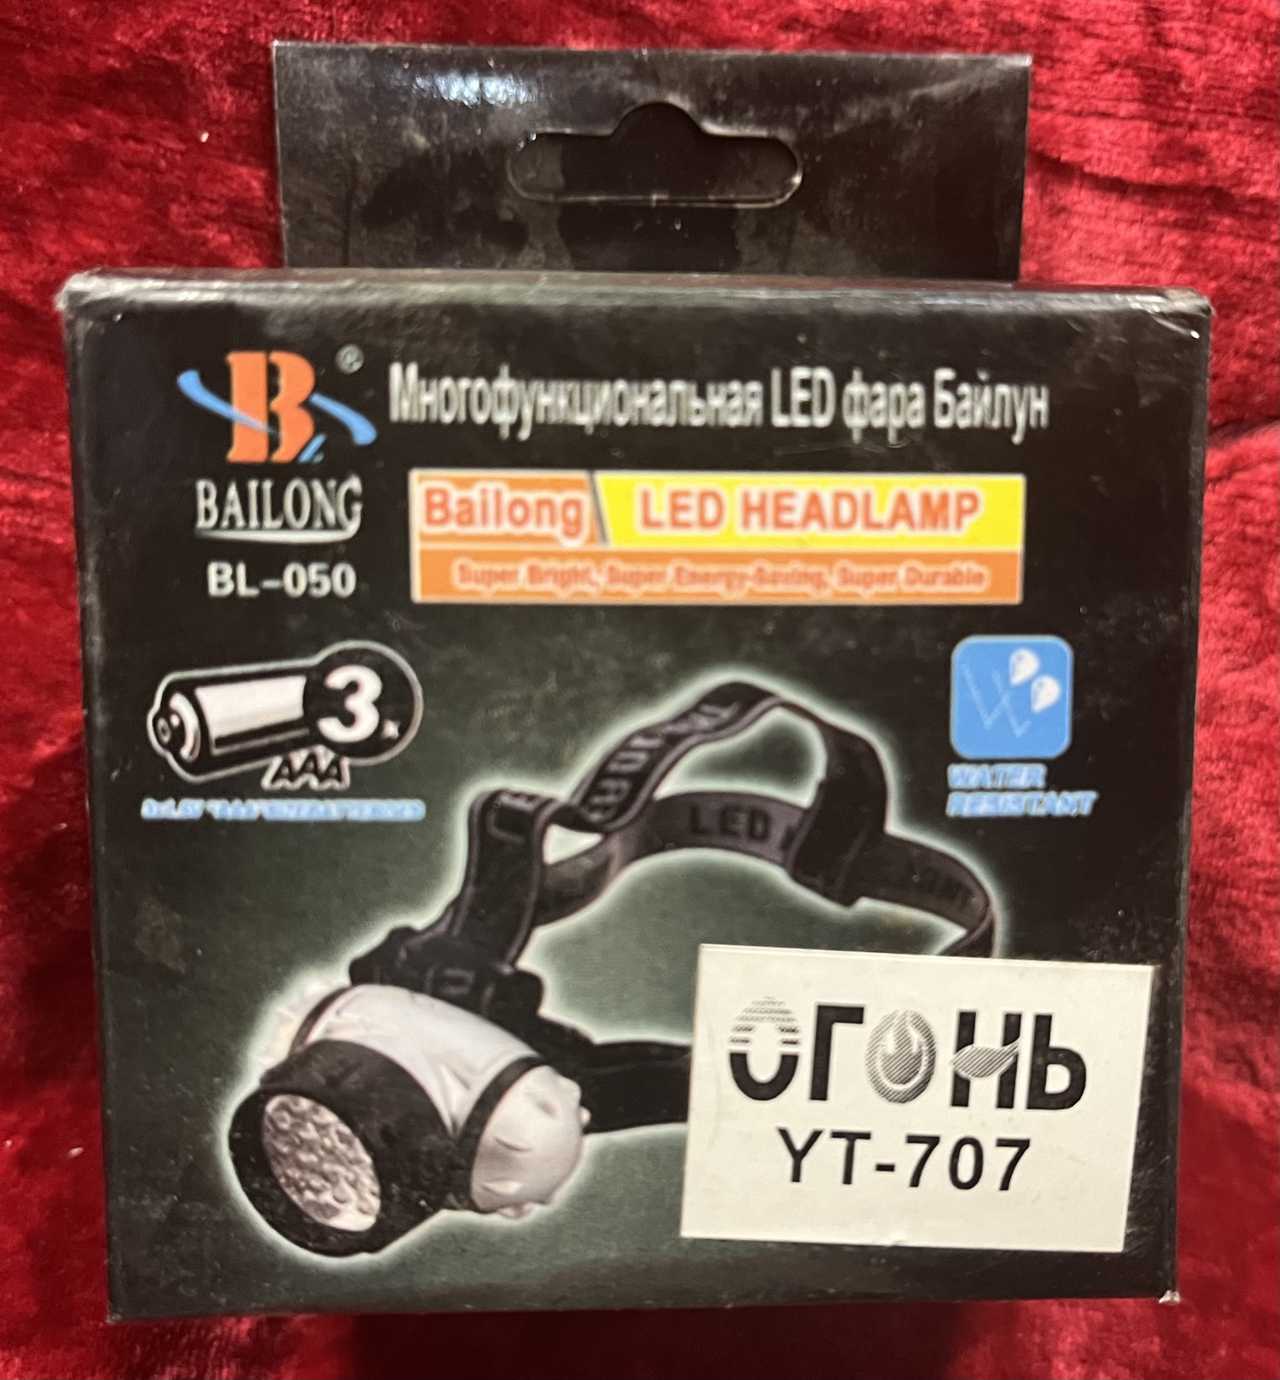 B
®
BAILONG
BL-050
Многофункциональная LED фара Байлун
Bailong LED HEADLAMP
Super Bright, Super Energy-Saving, Super Durable
3x
AAA
WATER
RESISTANT
LED
ОГОНЬ
YT-707